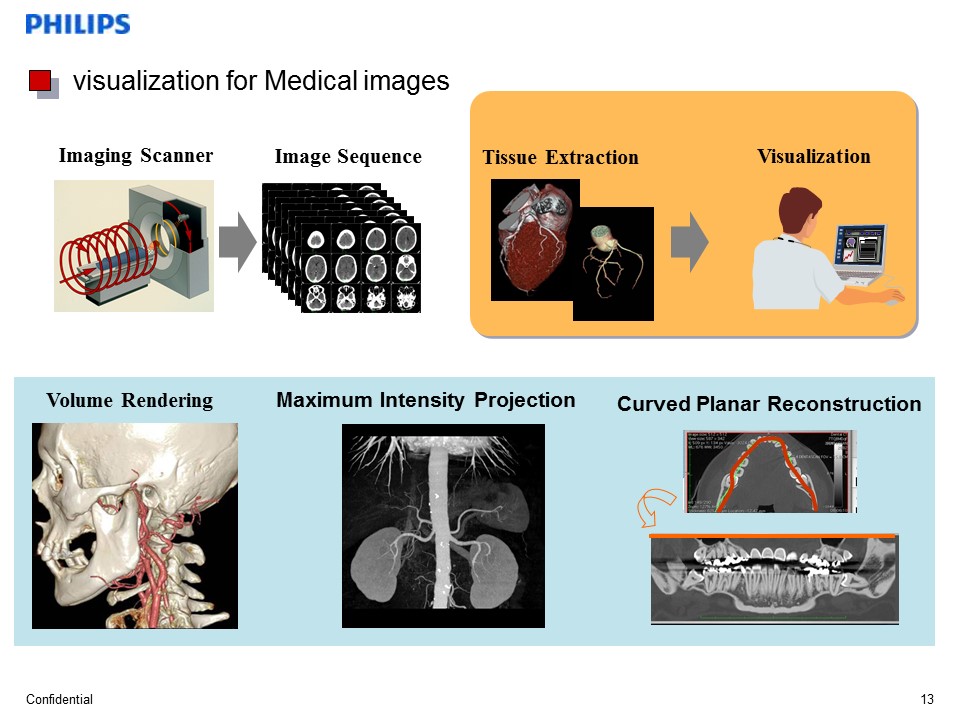 PHILIPS
visualization for Medical images
Imaging Scanner
Image Sequence
Tissue Extraction
Visualization
Volume Rendering
Maximum Intensity Projection
Curved Planar Reconstruction
Confidential
13